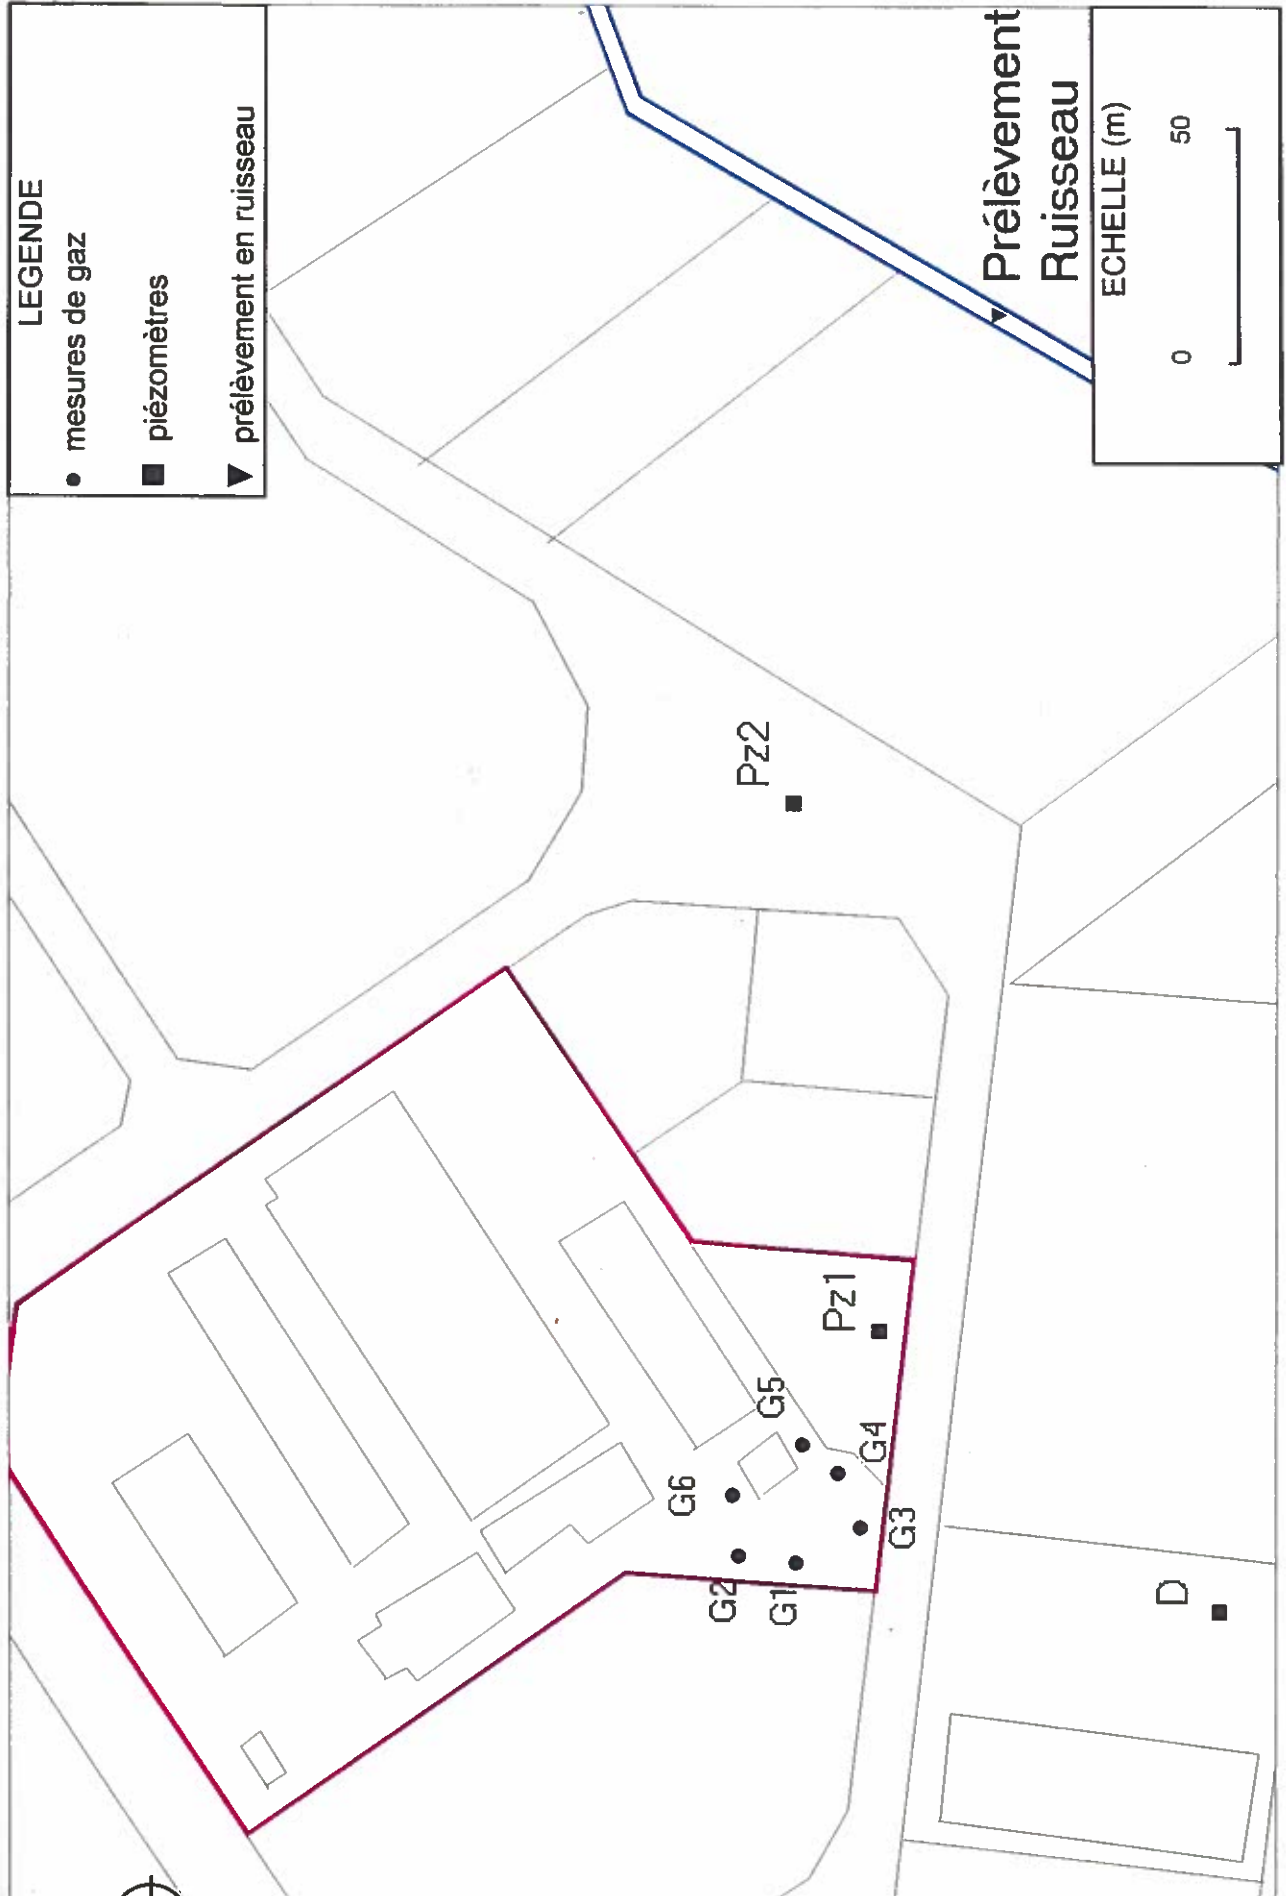 LEGENDE
mesures de gaz
piézomètres
prélèvement en ruisseau
Prélèvement
Ruisseau
ECHELLE (m)
0 50
Pz2
Pz1
G5
G4
G6
G3
G2
G1
D